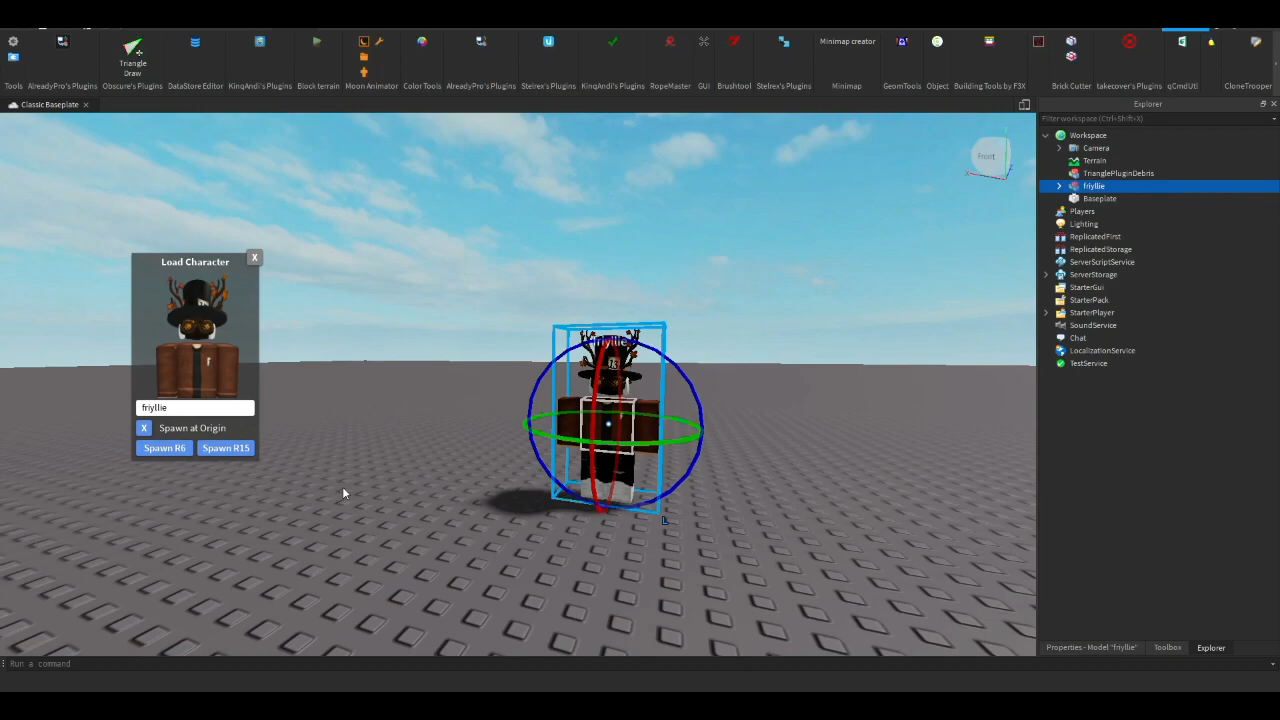 Triangle
Draw
Tools
AlreadyPro's Plugins
Obscure's Plugins
DataStore Editor
KinqAndi's Plugins
Block terrain
Moon Animator
Color Tools
AlreadyPro's Plugins
Stelrex's Plugins
KinqAndi's Plugins
RopeMaster
GUI
Brushtool
Stelrex's Plugins
Minimap creator
Minimap
GeomTools
Object
Building Tools by F3X
Brick Cutter
takecover's Plugins
qCmdUtl
CloneTrooper
Classic Baseplate
Explorer
Filter workspace (Ctrl+Shift+X)
Workspace
Camera
Terrain
TrianglePluginDebris
friyllie
Baseplate
Players
Lighting
ReplicatedFirst
ReplicatedStorage
ServerScriptService
ServerStorage
StarterGui
StarterPack
StarterPlayer
SoundService
Chat
LocalizationService
TestService
Front
X
Z
Load Character
X
friyllie
X Spawn at Origin
Spawn R6
Spawn R15
friyllie
L
Properties - Model "friyllie"
Toolbox
Explorer
Run a command